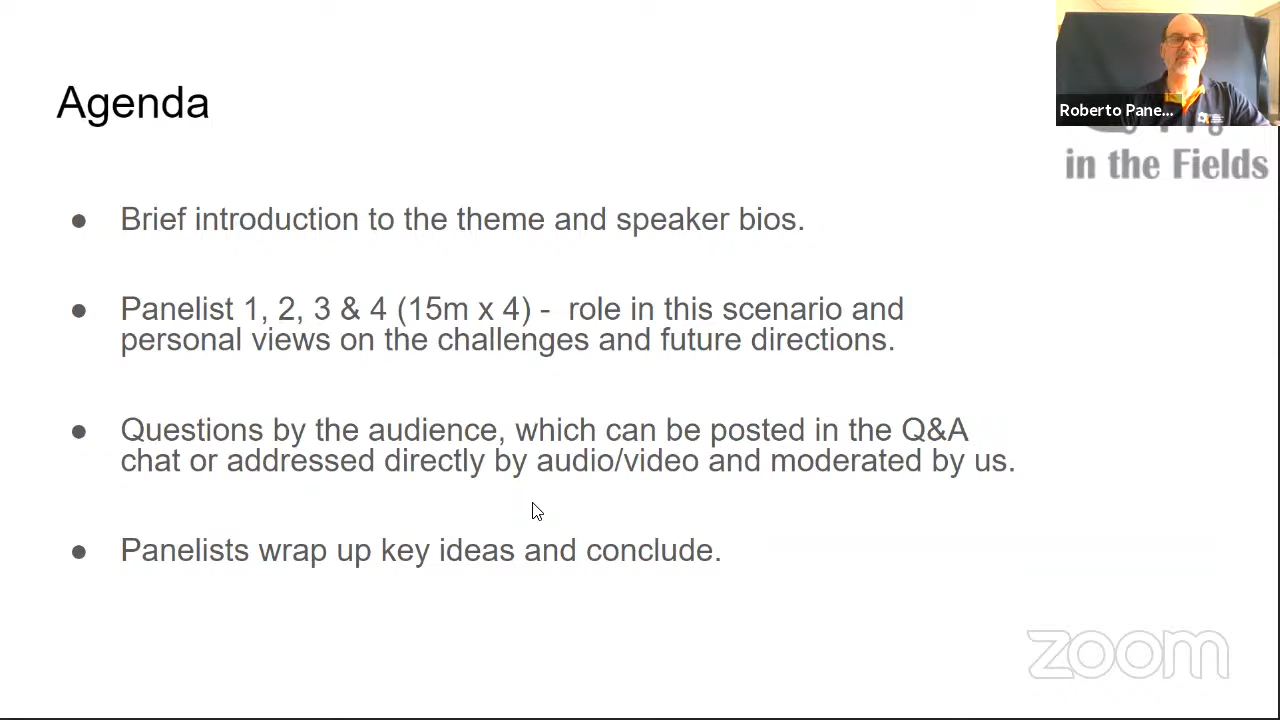 Agenda
Roberto Pane...
in the Fields
● Brief introduction to the theme and speaker bios.
● Panelist 1, 2, 3 & 4 (15m x 4) - role in this scenario and
personal views on the challenges and future directions.
● Questions by the audience, which can be posted in the Q&A
chat or addressed directly by audio/video and moderated by us.
● Panelists wrap up key ideas and conclude.
zoom